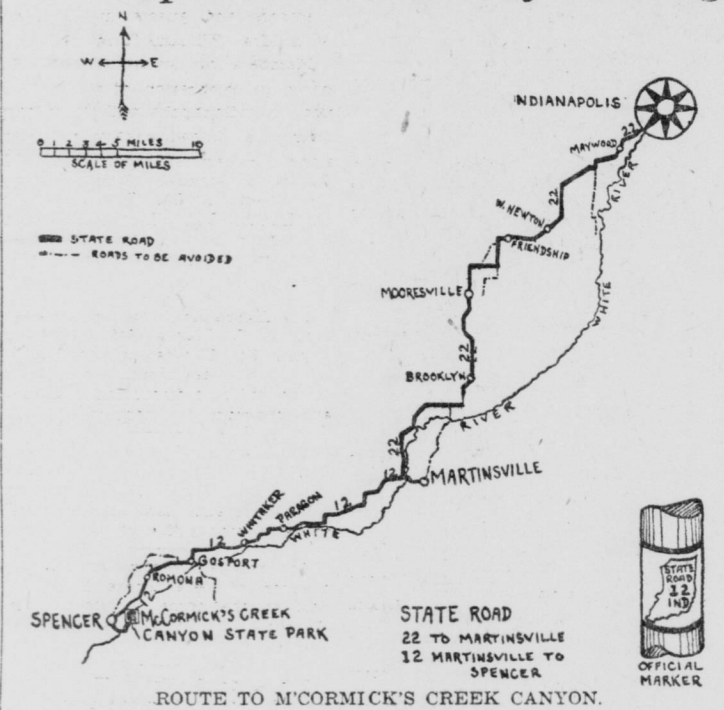 N
W E
0 1 2 3 4 5 MILES 10
SCALE OF MILES
STATE ROAD
ROADS TO BE AVOIDED
INDIANAPOLIS
22
MAYWOOD
RIVER
22
W. NEWTON
FRIENDSHIP
WHITE
MOORESVILLE
22
BROOKLYN
RIVER
22
12
MARTINSVILLE
12
PARAGON
WHITAKER
WHITE
12
GOSPORT
ROMONA
SPENCER
McCORMICK'S CREEK
CANYON STATE PARK
STATE ROAD
22 TO MARTINSVILLE
12 MARTINSVILLE TO
SPENCER
STATE
ROAD
12
IND
OFFICIAL
MARKER
ROUTE TO M'CORMICK'S CREEK CANYON.